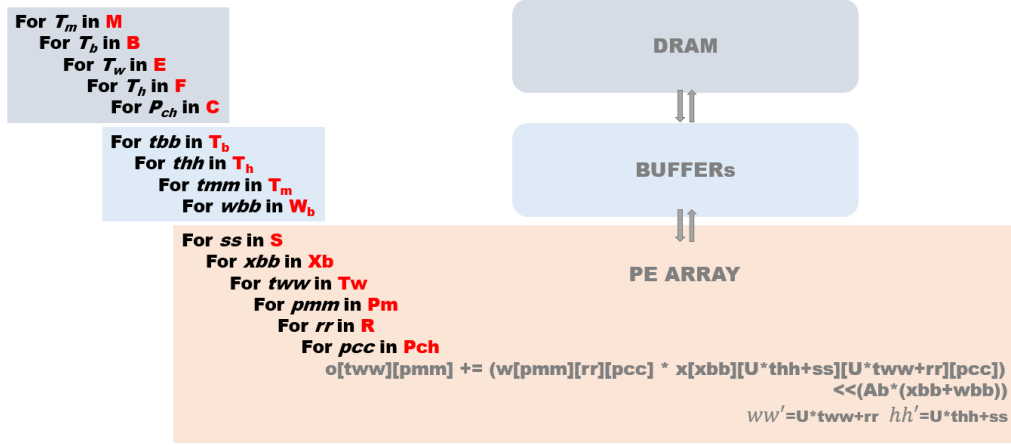 For Tm in M
For Tb in B
For Tw in E
For Th in F
For Pch in C
DRAM
For tbb in Tb
For thh in Th
For tmm in Tm
For wbb in Wb
BUFFERs
For ss in S
For xbb in Xb
For tww in Tw
For pmm in Pm
For rr in R
For pcc in Pch
PE ARRAY
o[tww][pmm] += (w[pmm][rr][pcc] * x[xbb][U*thh+ss][U*tww+rr][pcc])
<<(Ab*(xbb+wbb))
ww′=U*tww+rr hh′=U*thh+ss